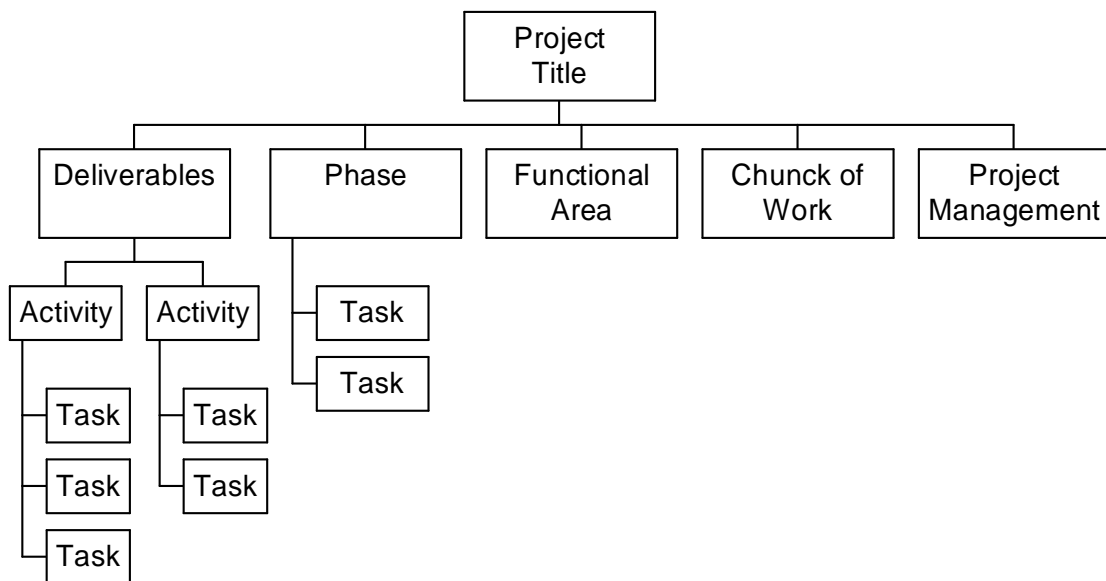 Project
Title
Deliverables
Phase
Functional
Area
Chunck of
Work
Project
Management
Activity
Activity
Task
Task
Task
Task
Task
Task
Task